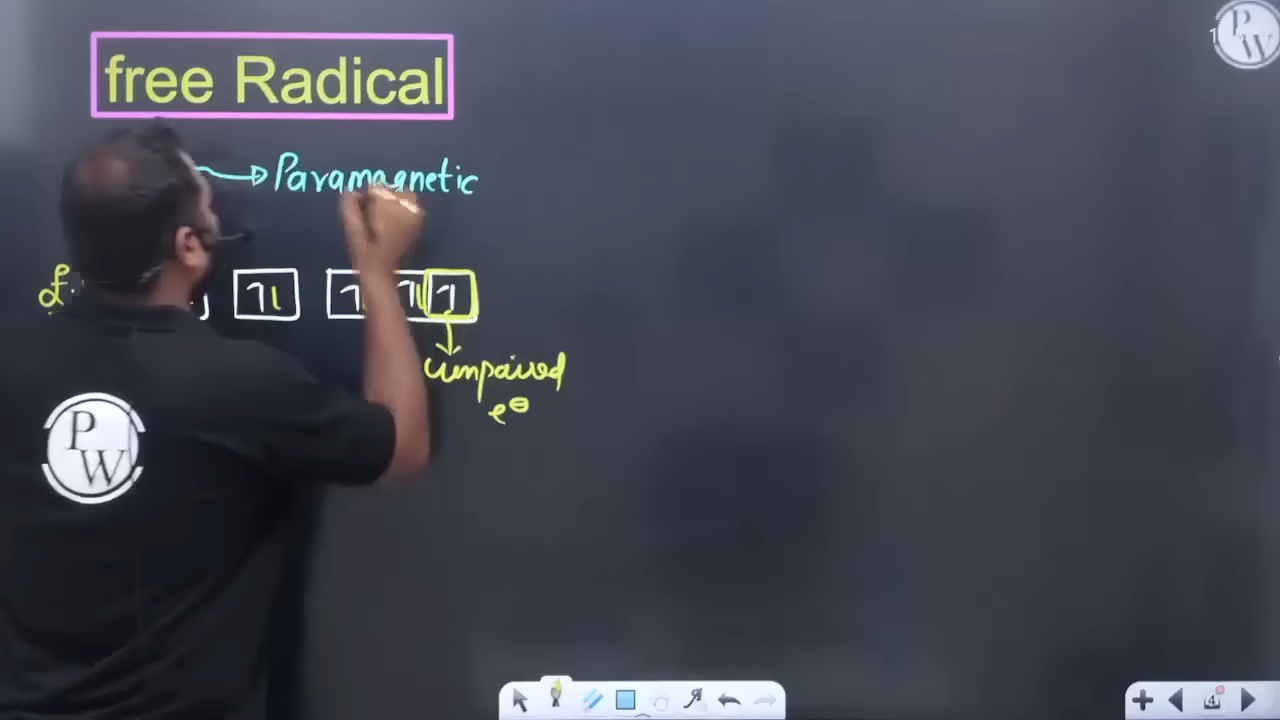 free Radical
Paramagnetic
unpaired
e⊖
P
W
P
W